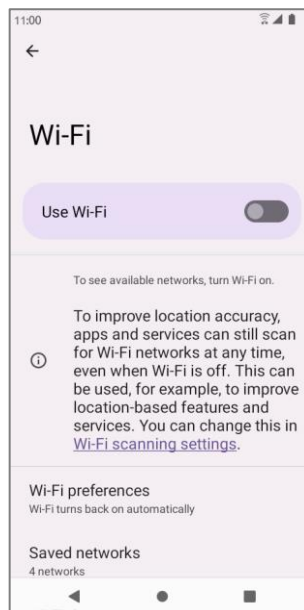 11:00
Wi-Fi
Use Wi-Fi
To see available networks, turn Wi-Fi on.
To improve location accuracy,
apps and services can still scan
for Wi-Fi networks at any time,
even when Wi-Fi is off. This can
be used, for example, to improve
location-based features and
services. You can change this in
Wi-Fi scanning settings.
Wi-Fi preferences
Wi-Fi turns back on automatically
Saved networks
4 networks